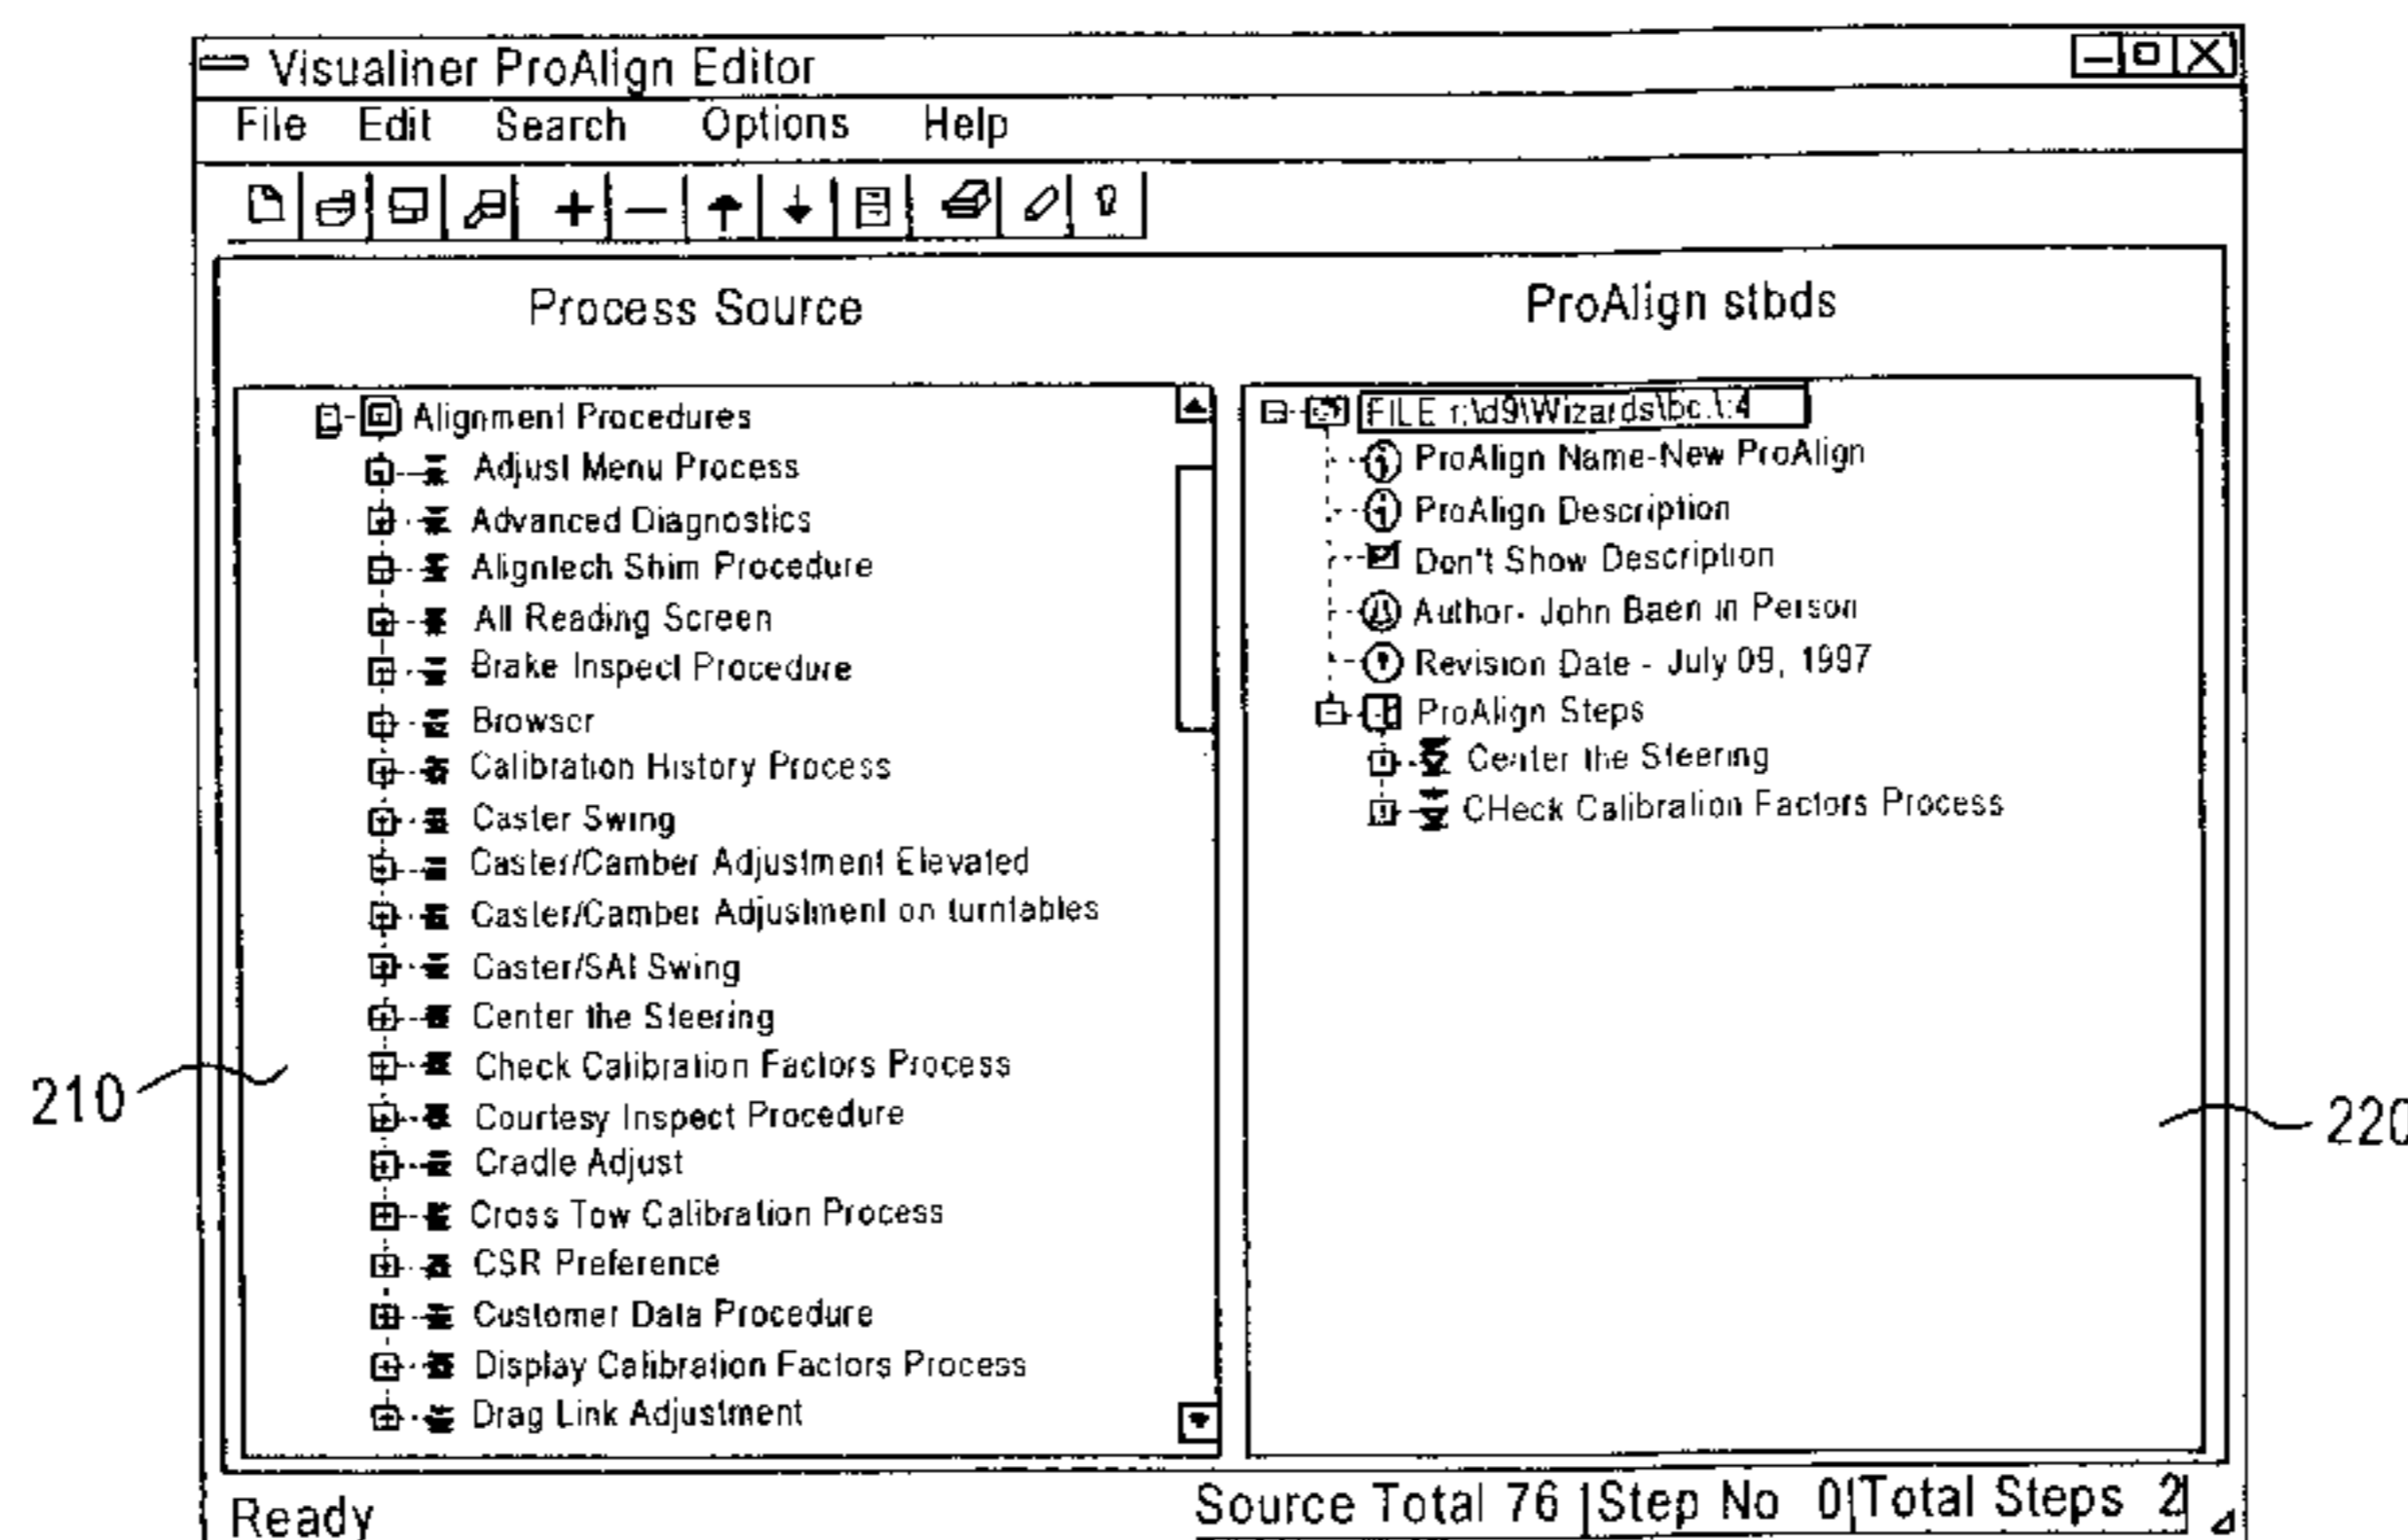 Visualiner ProAlign Editor
File Edit Search Options Help
Process Source
Alignment Procedures
Adjust Menu Process
Advanced Diagnostics
Aligntech Shim Procedure
All Reading Screen
Brake Inspect Procedure
Browser
Calibration History Process
Caster Swing
Caster/Camber Adjustment Elevated
Caster/Camber Adjustment on turntables
Caster/SAI Swing
Center the Steering
Check Calibration Factors Process
Courtesy Inspect Procedure
Cradle Adjust
Cross Tow Calibration Process
CSR Preference
Customer Data Procedure
Display Calibration Factors Process
Drag Link Adjustment
210
ProAlign stbds
FILE r:\d9\Wizards\
ProAlign Name-New ProAlign
ProAlign Description
Don't Show Description
Author- John Baen in Person
Revision Date - July 09, 1997
ProAlign Steps
Center the Steering
CHeck Calibration Factors Process
220
Ready
Source Total 76 Step No 0 Total Steps 2